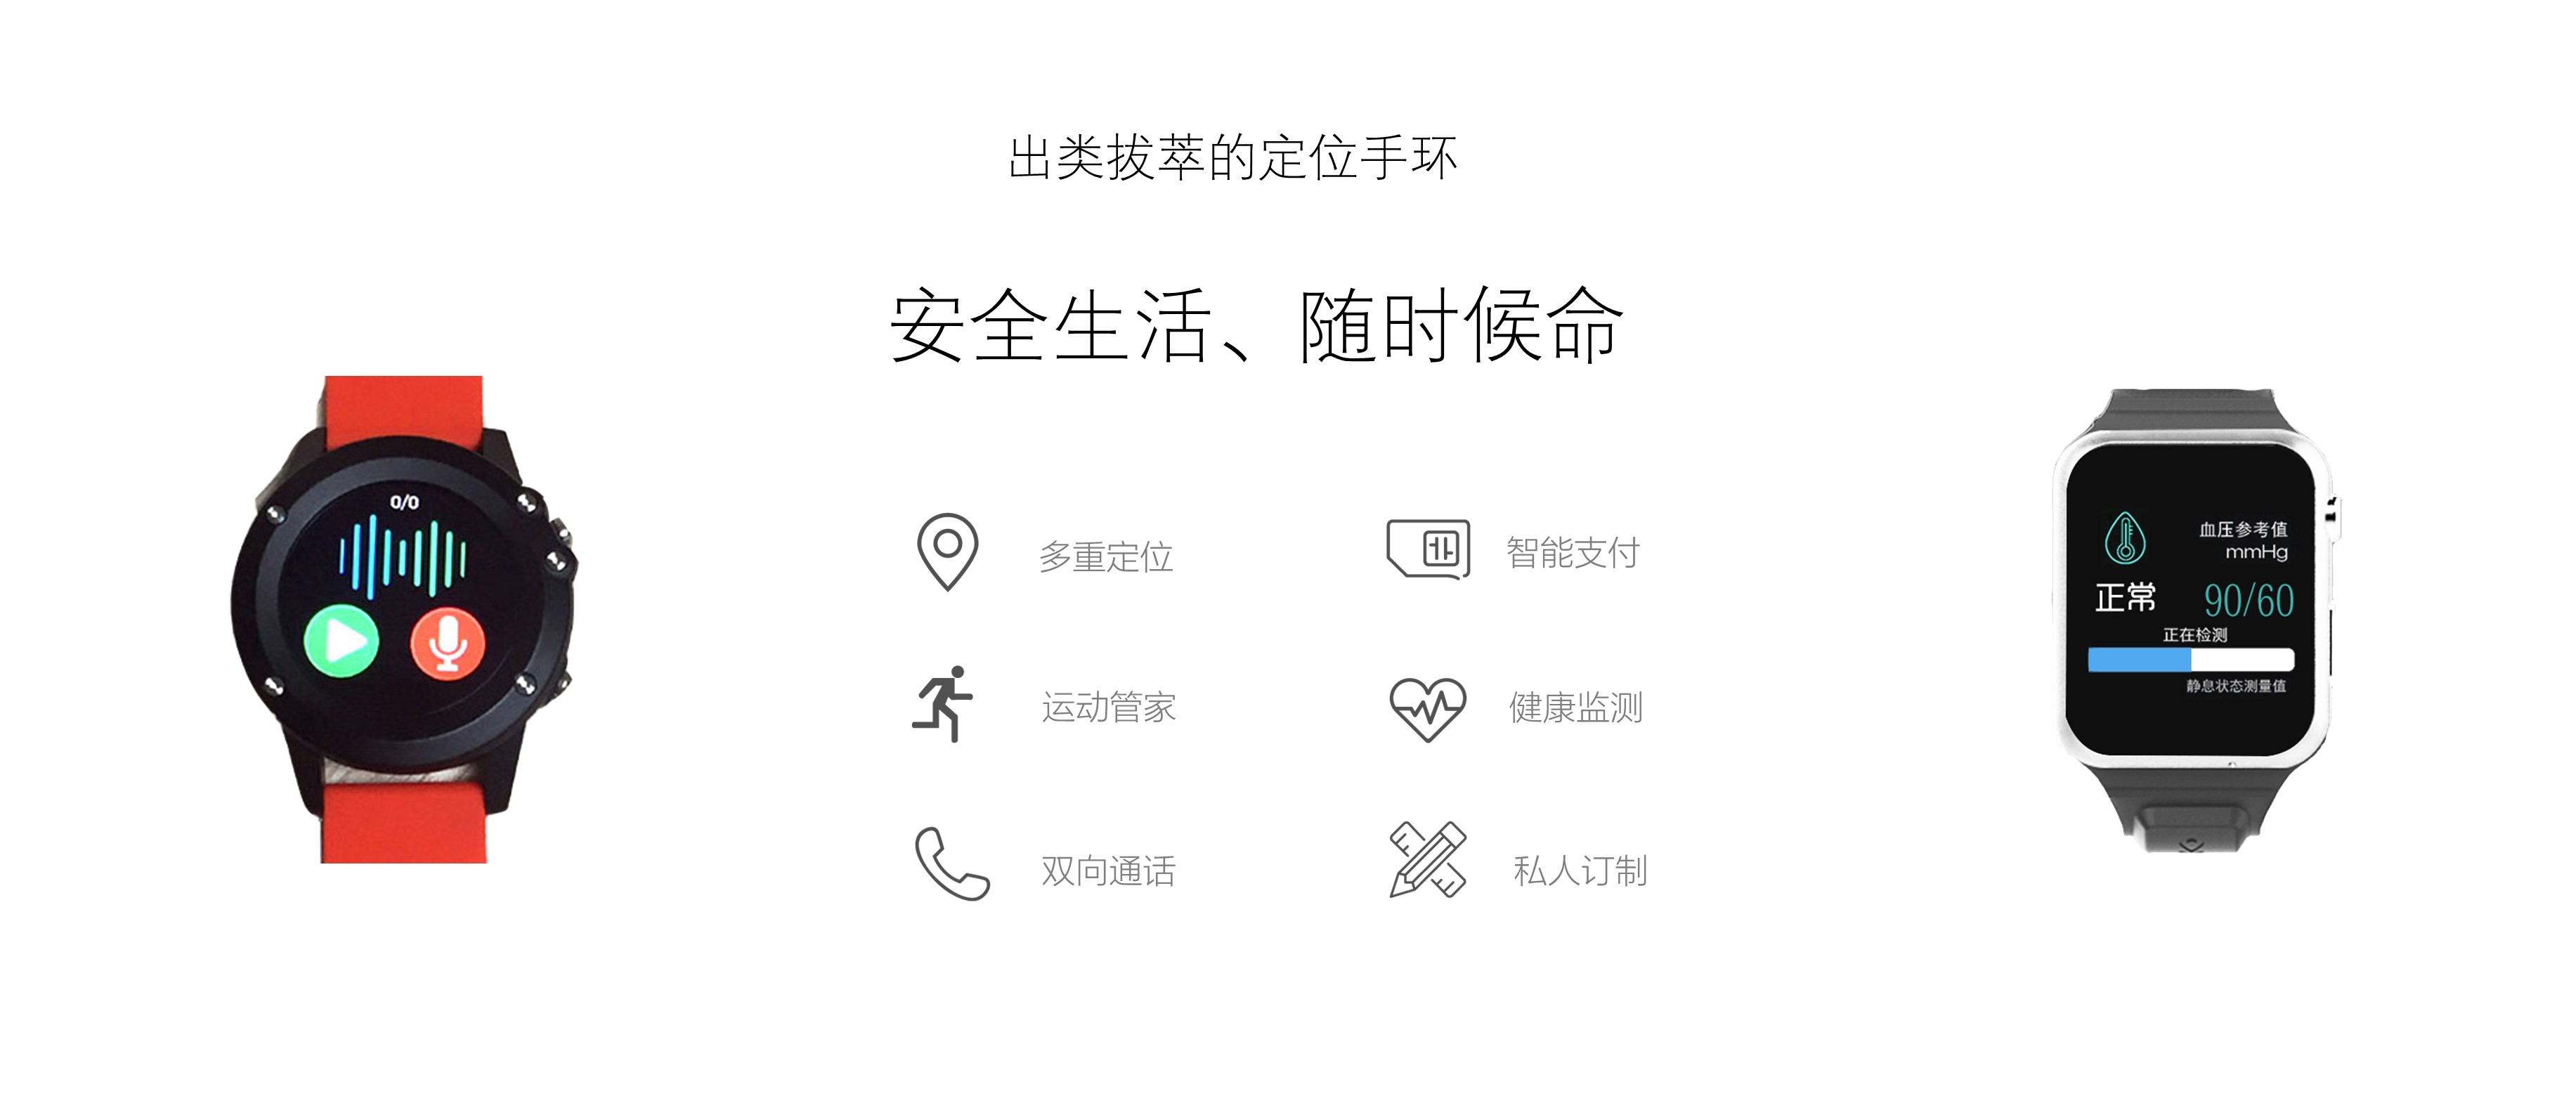 出类拔萃的定位手环
安全生活、随时候命
0/0
多重定位
智能支付
运动管家
健康监测
双向通话
私人订制
血压参考值
mmHg
正常 90/60
正在检测
静息状态测量值